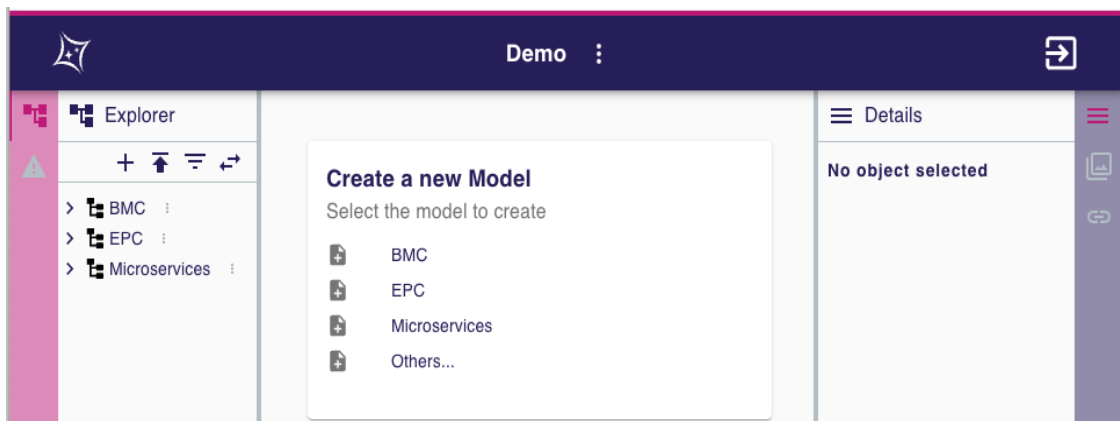 Demo
Explorer
BMC
EPC
Microservices
Create a new Model
Select the model to create
BMC
EPC
Microservices
Others...
Details
No object selected